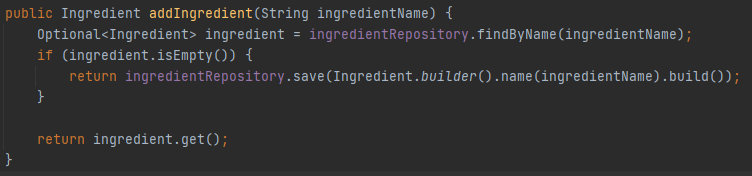 public Ingredient addIngredient(String ingredientName) {
    Optional<Ingredient> ingredient = ingredientRepository.findByName(ingredientName);
    if (ingredient.isEmpty()) {
        return ingredientRepository.save(Ingredient.builder().name(ingredientName).build());
    }

    return ingredient.get();
}